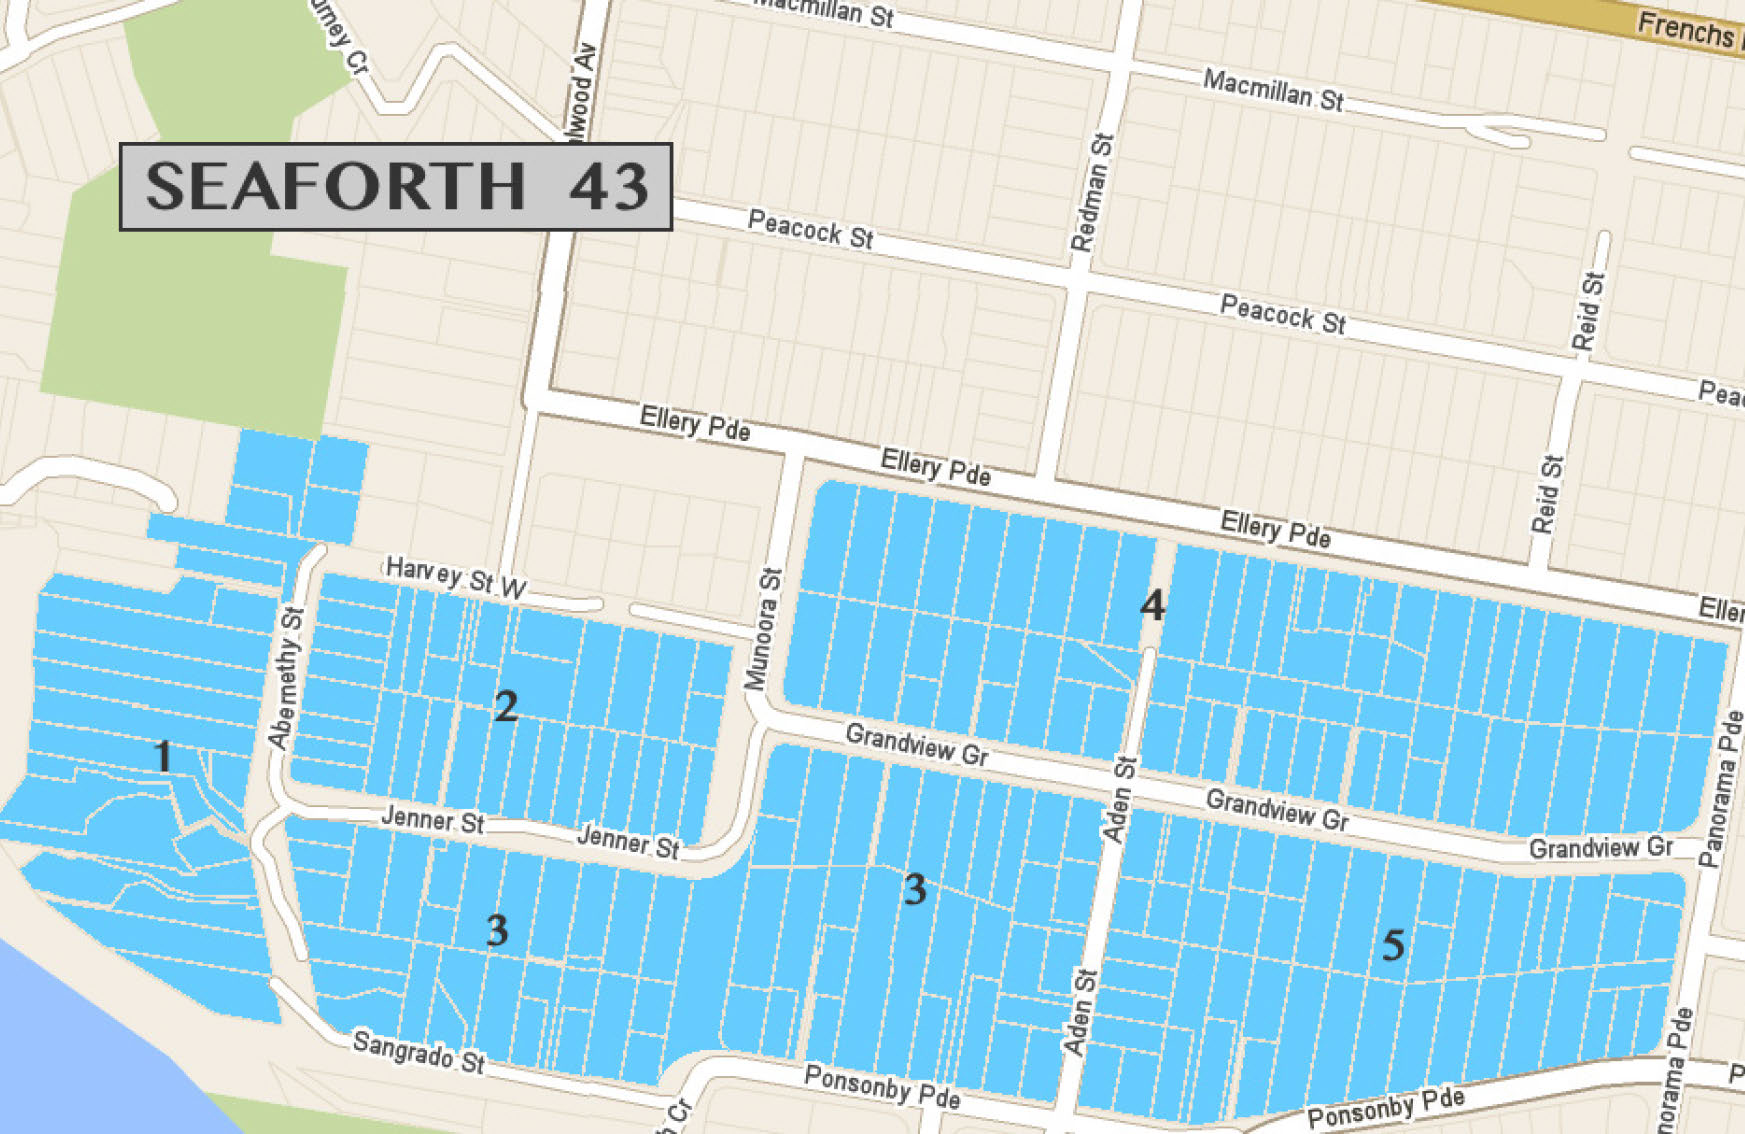 Macmillan St
Frenchs
Macmillan St
SEAFORTH 43
Redman St
Peacock St
Peacock St
Reid St
Ellery Pde
Ellery Pde
Ellery Pde
Reid St
Harvey St W
Munoora St
4
Abernethy St
2
1
Grandview Gr
Aden St
Grandview Gr
Grandview Gr
Panorama Pde
Jenner St
Jenner St
3
3
5
Aden St
Sangrado St
Ponsonby Pde
Ponsonby Pde